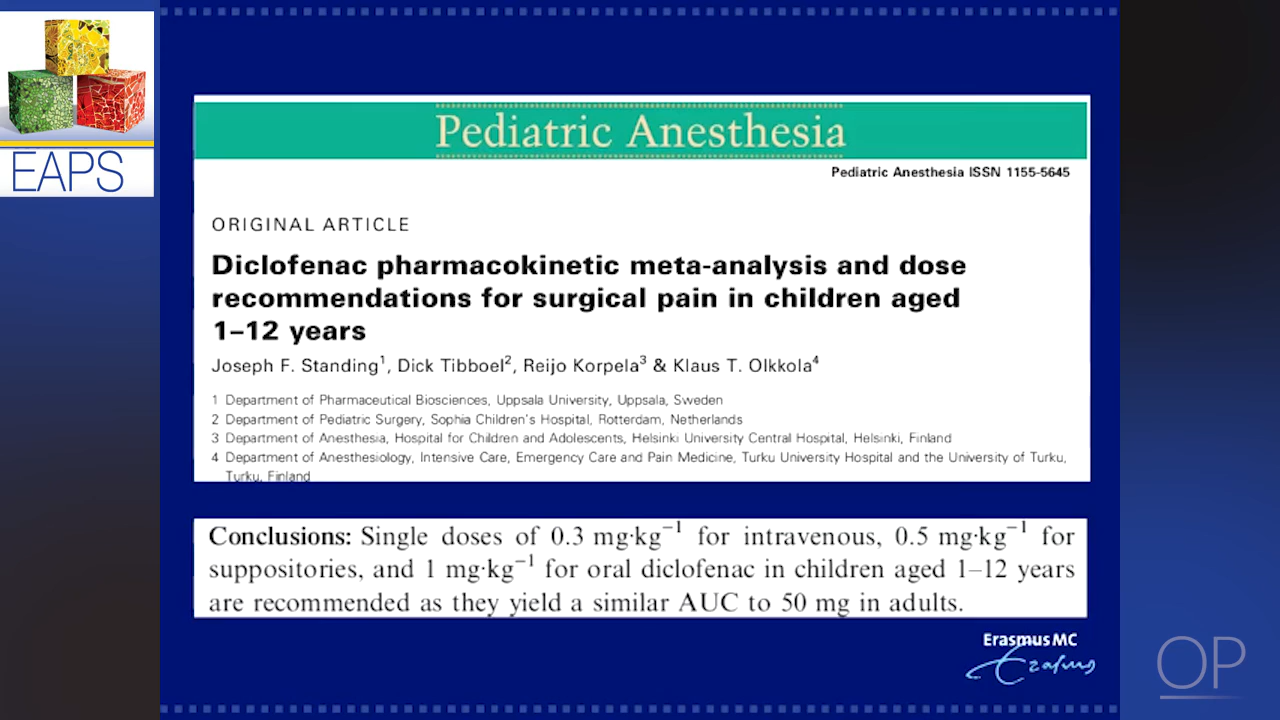 EAPS
Pediatric Anesthesia
Pediatric Anesthesia ISSN 1155-5645
ORIGINAL ARTICLE
Diclofenac pharmacokinetic meta-analysis and dose
recommendations for surgical pain in children aged
1–12 years
Joseph F. Standing1, Dick Tibboel2, Reijo Korpela3 & Klaus T. Olkkola4
1 Department of Pharmaceutical Biosciences, Uppsala University, Uppsala, Sweden
2 Department of Pediatric Surgery, Sophia Children's Hospital, Rotterdam, Netherlands
3 Department of Anesthesia, Hospital for Children and Adolescents, Helsinki University Central Hospital, Helsinki, Finland
4 Department of Anesthesiology, Intensive Care, Emergency Care and Pain Medicine, Turku University Hospital and the University of Turku,
Turku, Finland
Conclusions: Single doses of 0.3 mg·kg−1 for intravenous, 0.5 mg·kg−1 for
suppositories, and 1 mg·kg−1 for oral diclofenac in children aged 1–12 years
are recommended as they yield a similar AUC to 50 mg in adults.
Erasmus MC
Erasmus
OP